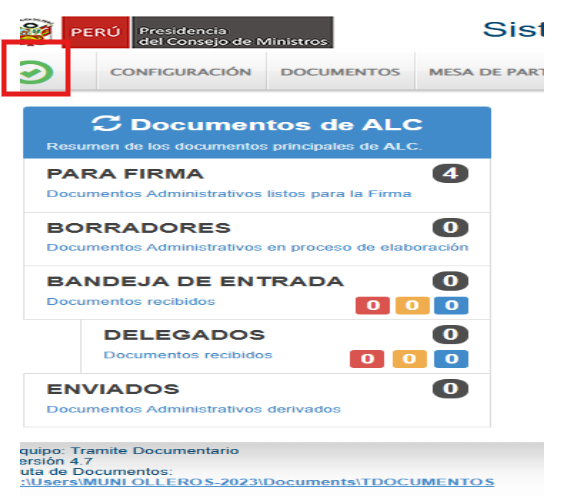 PERÚ
Presidencia
del Consejo de Ministros
Sist
CONFIGURACIÓN DOCUMENTOS MESA DE PART
Documentos de ALC
Resumen de los documentos principales de ALC.
PARA FIRMA 4
Documentos Administrativos listos para la Firma
BORRADORES 0
Documentos Administrativos en proceso de elaboración
BANDEJA DE ENTRADA 0
Documentos recibidos 0 0 0
DELEGADOS 0
Documentos recibidos 0 0 0
ENVIADOS 0
Documentos Administrativos derivados
quipo: Tramite Documentario
ersión 4.7
uta de Documentos:
:\Users\MUNI OLLEROS-2023\Documents\TDOCUMENTOS